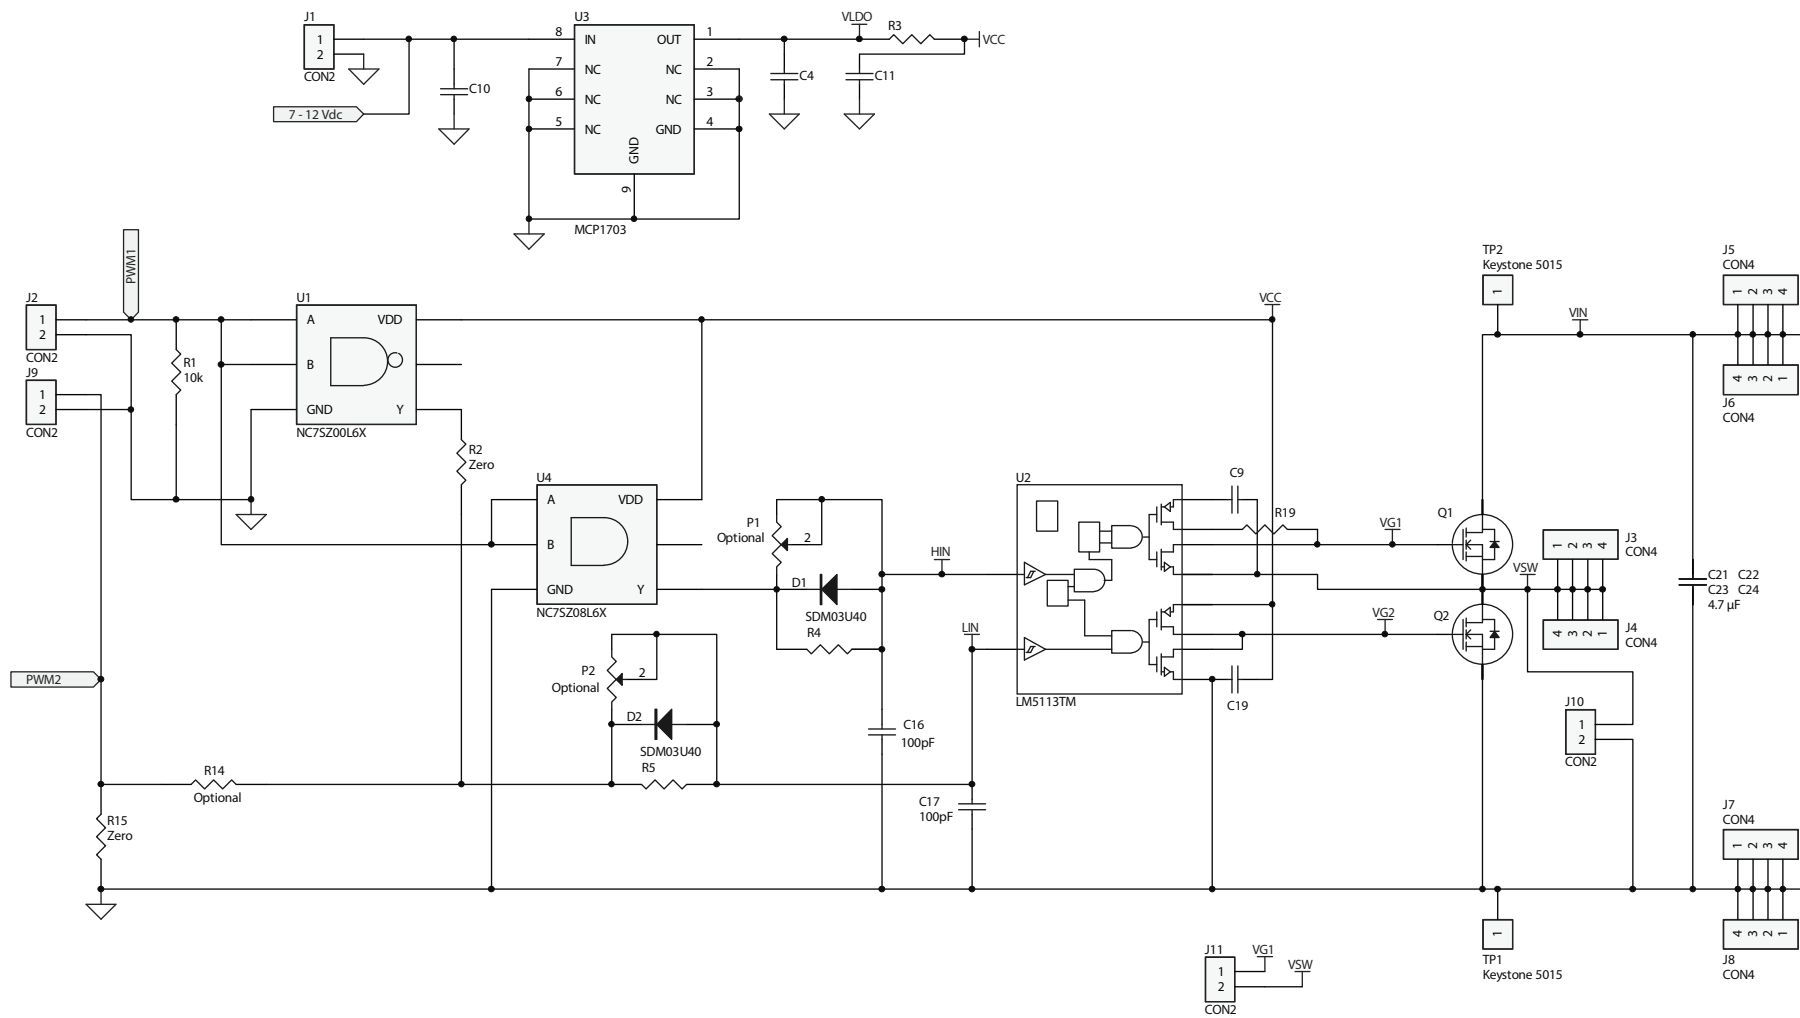 J1
1
2
CON2
7 - 12 Vdc
C10
U3
8 IN OUT 1
7 NC NC 2
6 NC NC 3
5 NC GND 4
GND
9
MCP1703
VLDO
R3
VCC
C4
C11
PWM1
J2
1
2
CON2
J9
1
2
CON2
R1
10k
U1
A VDD
B
GND Y
NC7SZ00L6X
R2
Zero
U4
A VDD
B
GND Y
NC7SZ08L6X
P1
Optional
2
D1
SDM03U40
R4
P2
Optional
2
D2
SDM03U40
R5
PWM2
R14
Optional
R15
Zero
C16
100pF
C17
100pF
HIN
LIN
U2
LM5113TM
C9
R19
C19
VCC
VG1
VG2
Q1
Q2
VSW
TP2
Keystone 5015
1
VIN
J5
CON4
1 2 3 4
4 3 2 1
J6
CON4
1 2 3 4
J3
CON4
4 3 2 1
J4
CON4
C21 C22
C23 C24
4.7 µF
J10
1
2
CON2
J7
CON4
1 2 3 4
4 3 2 1
J8
CON4
1
TP1
Keystone 5015
J11
1
2
CON2
VG1
VSW